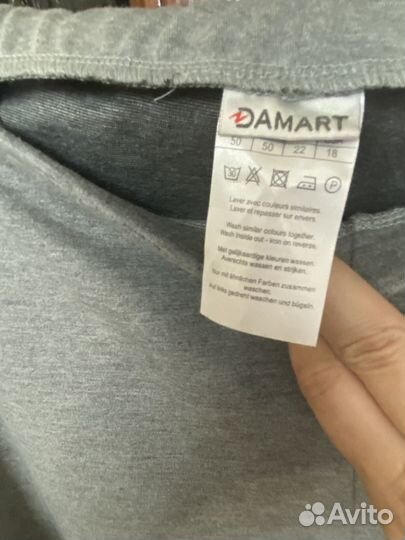 DAMART
50 50 22 18
30 P
Laver avec couleurs similaires.
Laver et repasser sur envers.
Wash similar colours together.
Wash inside out - iron on reverse.
Met gelijkaardige kleuren wassen.
Averechts wassen en strijken.
Nur mit ähnlichen Farben zusammen
waschen.
Auf links gedreht waschen und bügeln.
Avito